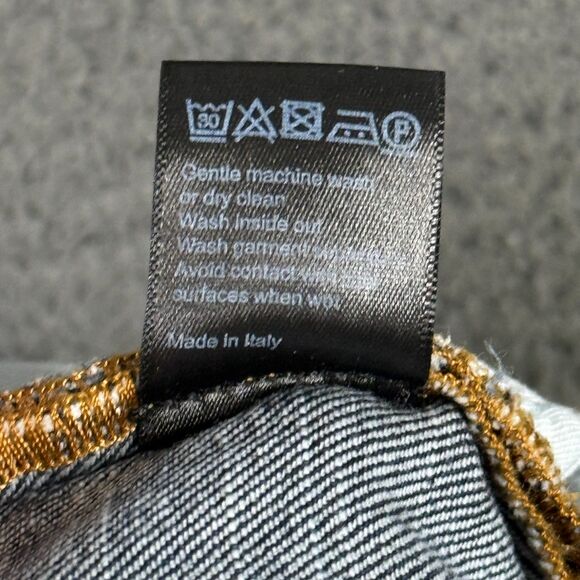 30 P
Gentle machine wash
or dry clean
Wash inside out
Wash garment
Avoid contact
surfaces when wet
Made in Italy